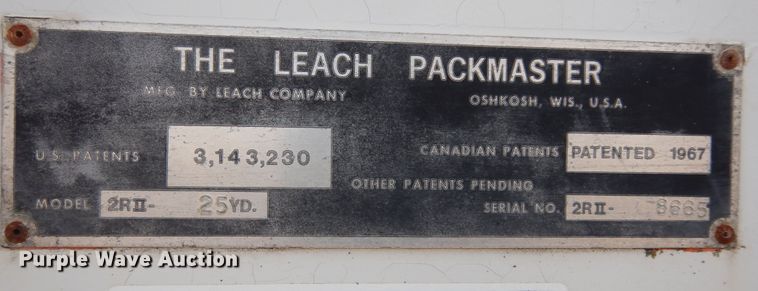 THE LEACH PACKMASTER
MFG. BY LEACH COMPANY OSHKOSH, WIS., U.S.A.
U.S. PATENTS 3,143,230 CANADIAN PATENTS PATENTED 1967
OTHER PATENTS PENDING
MODEL 2RII- 25YD. SERIAL NO. 2RII- 8665
Purple Wave Auction